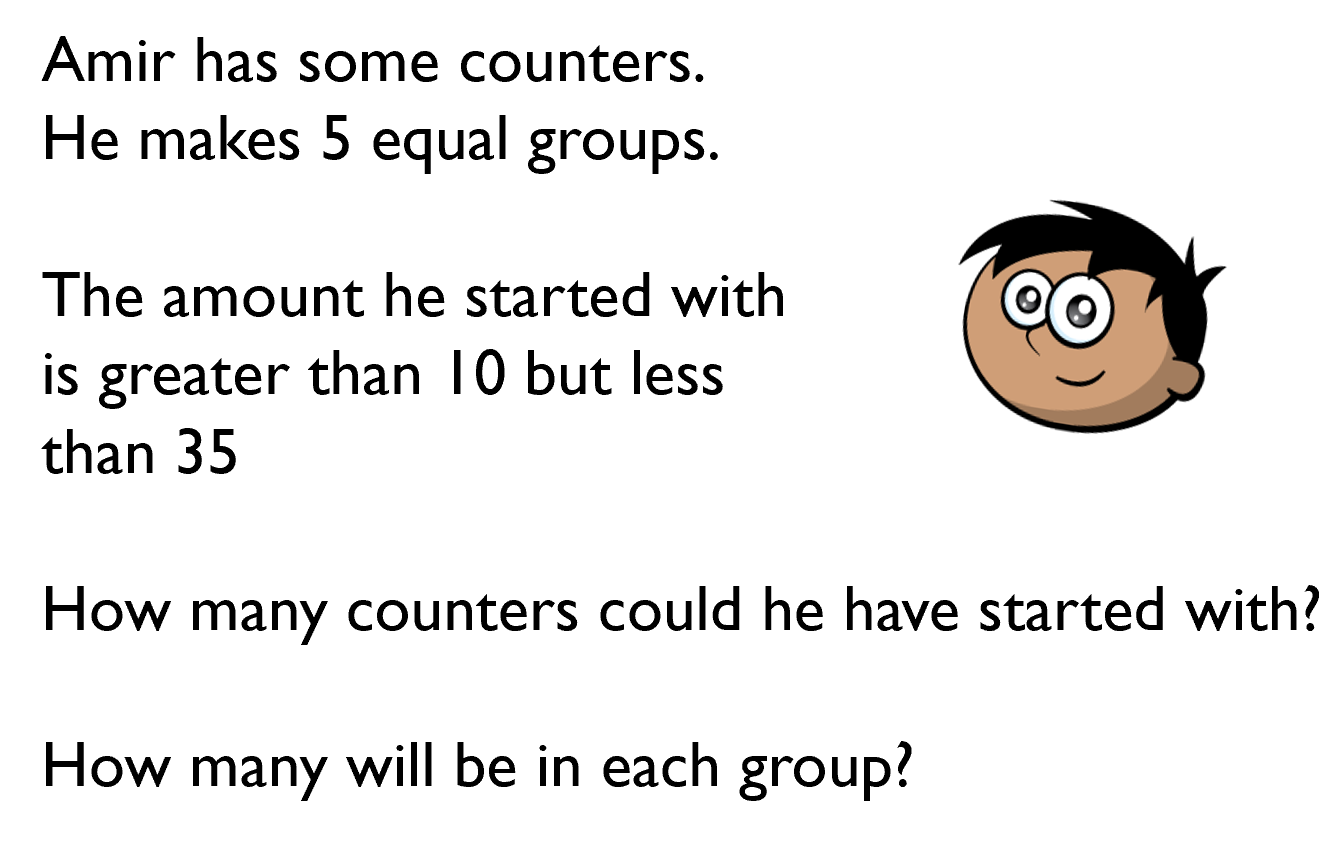 Amir has some counters.
He makes 5 equal groups.
The amount he started with
is greater than 10 but less
than 35
How many counters could he have started with?
How many will be in each group?